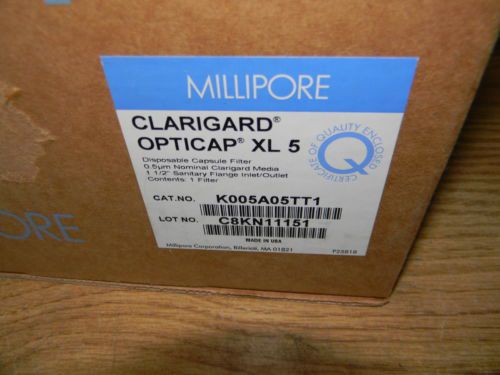 MILLIPORE
CLARIGARD®
OPTICAP® XL 5
Disposable Capsule Filter
0.5µm Nominal Clarigard Media
1 1/2" Sanitary Flange Inlet/Outlet
Contents: 1 Filter
CERTIFICATE OF QUALITY ENCLOSED
Q
CAT.NO. K005A05TT1
LOT NO. C8KN11151
MADE IN USA
Millipore Corporation, Billerica, MA 01821
P23818